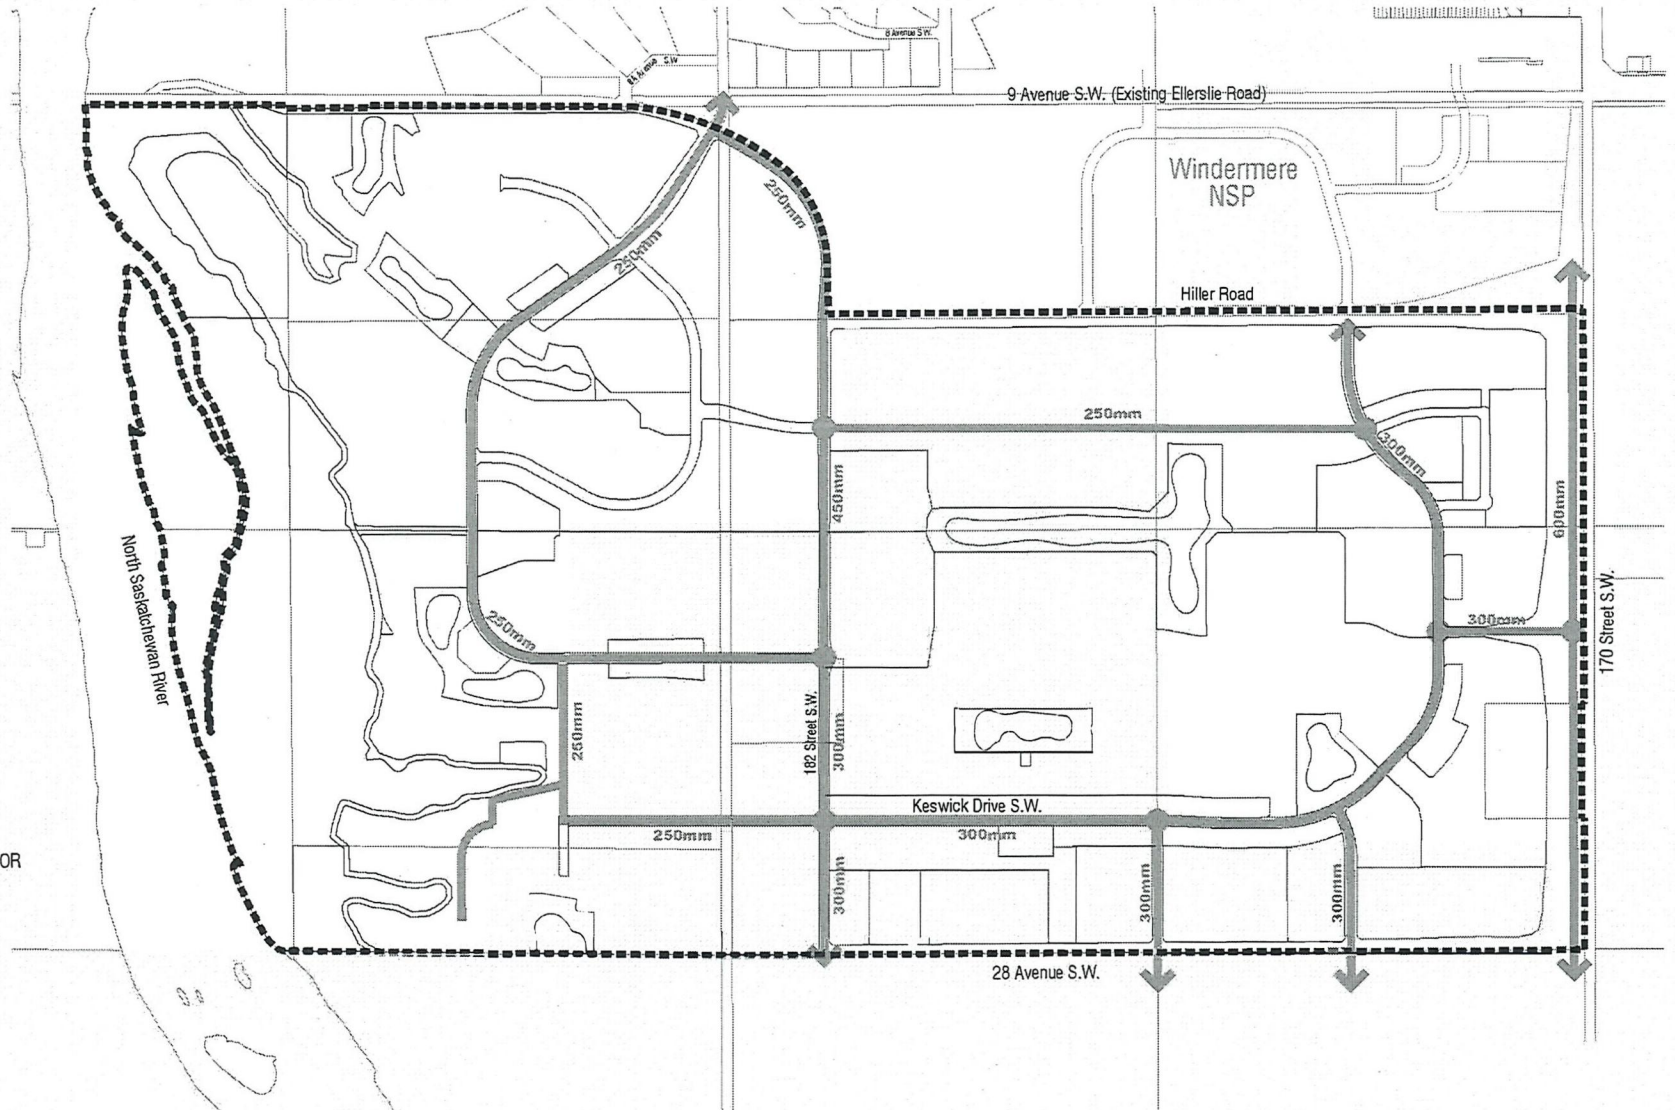 8 Avenue S.W.
9 Avenue S.W. (Existing Ellerslie Road)
Windermere
NSP
250mm
250mm
Hiller Road
250mm
300mm
450mm
600mm
North Saskatchewan River
250mm
300mm
170 Street S.W.
250mm
182 Street S.W.
300mm
Keswick Drive S.W.
250mm
300mm
OR
300mm
300mm
300mm
28 Avenue S.W.